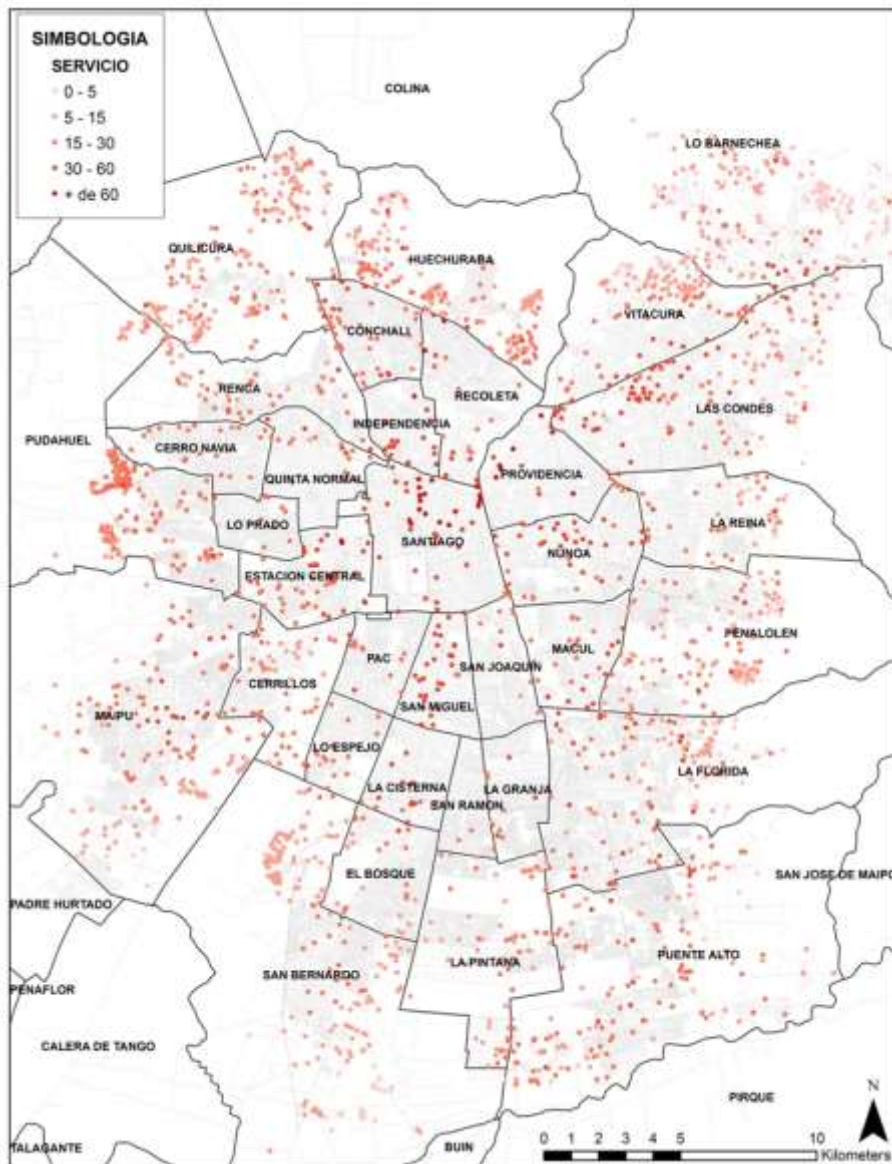 SIMBOLOGIA
SERVICIO
0 - 5
5 - 15
15 - 30
30 - 60
+ de 60
COLINA
LO BARNECHEA
QUILICURA
HUECHURABA
VITACURA
CONCHALI
RENCA
RECOLETA
INDEPENDENCIA
LAS CONDES
PUDAHUEL
CERRO NAVIA
QUINTA NORMAL
PROVIDENCIA
LO PRADO
LA REINA
SANTIAGO
ÑUÑOA
ESTACION CENTRAL
PEÑALOLEN
MACUL
PAC
SAN JOAQUIN
CERRILLOS
SAN MIGUEL
MAIPU
LO ESPEJO
LA FLORIDA
LA CISTERNA
LA GRANJA
SAN RAMON
EL BOSQUE
SAN JOSE DE MAIPO
PADRE HURTADO
PUENTE ALTO
LA PINTANA
SAN BERNARDO
PEÑAFLOR
CALERA DE TANGO
PIRQUE
N
TALAGANTE
BUIN
0 1 2 3 4 5 10
Kilometers